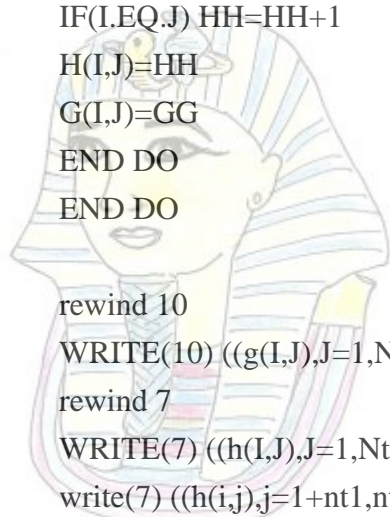 IF(I.EQ.J) HH=HH+1
H(I,J)=HH
G(I,J)=GG
END DO
END DO
rewind 10
WRITE(10) ((g(I,J),J=1,N
rewind 7
WRITE(7) ((h(I,J),J=1,Nt
write(7) ((h(i,j),j=1+nt1,n